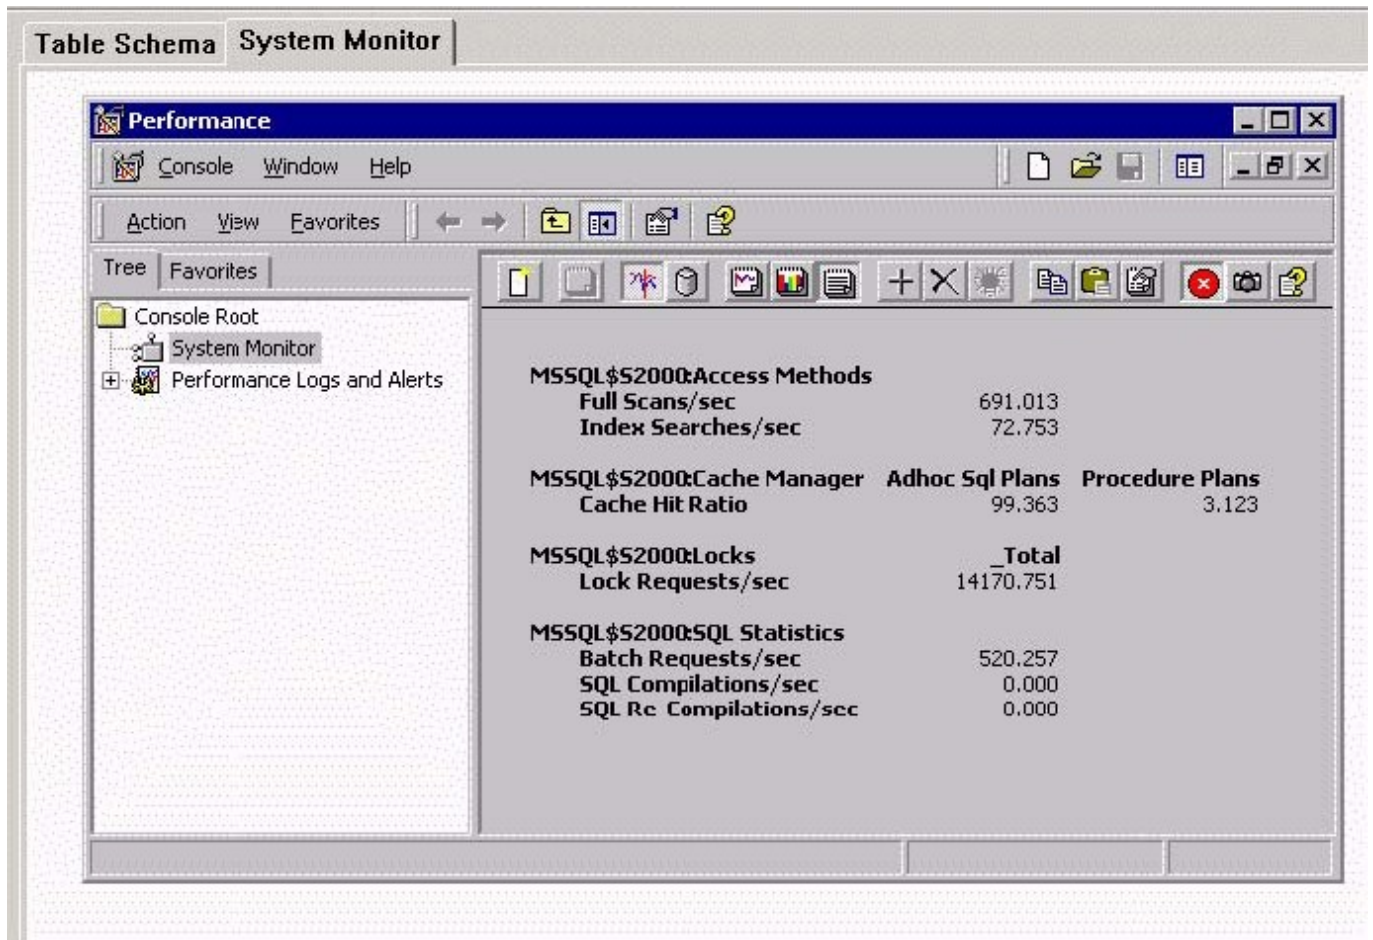 Table Schema System Monitor
Performance
Console Window Help
Action View Favorites
Tree Favorites
Console Root
System Monitor
Performance Logs and Alerts
MSSQL$S2000:Access Methods
Full Scans/sec 691.013
Index Searches/sec 72.753
MSSQL$S2000:Cache Manager Adhoc Sql Plans Procedure Plans
Cache Hit Ratio 99.363 3.123
MSSQL$S2000:Locks _Total
Lock Requests/sec 14170.751
MSSQL$S2000:SQL Statistics
Batch Requests/sec 520.257
SQL Compilations/sec 0.000
SQL Re-Compilations/sec 0.000